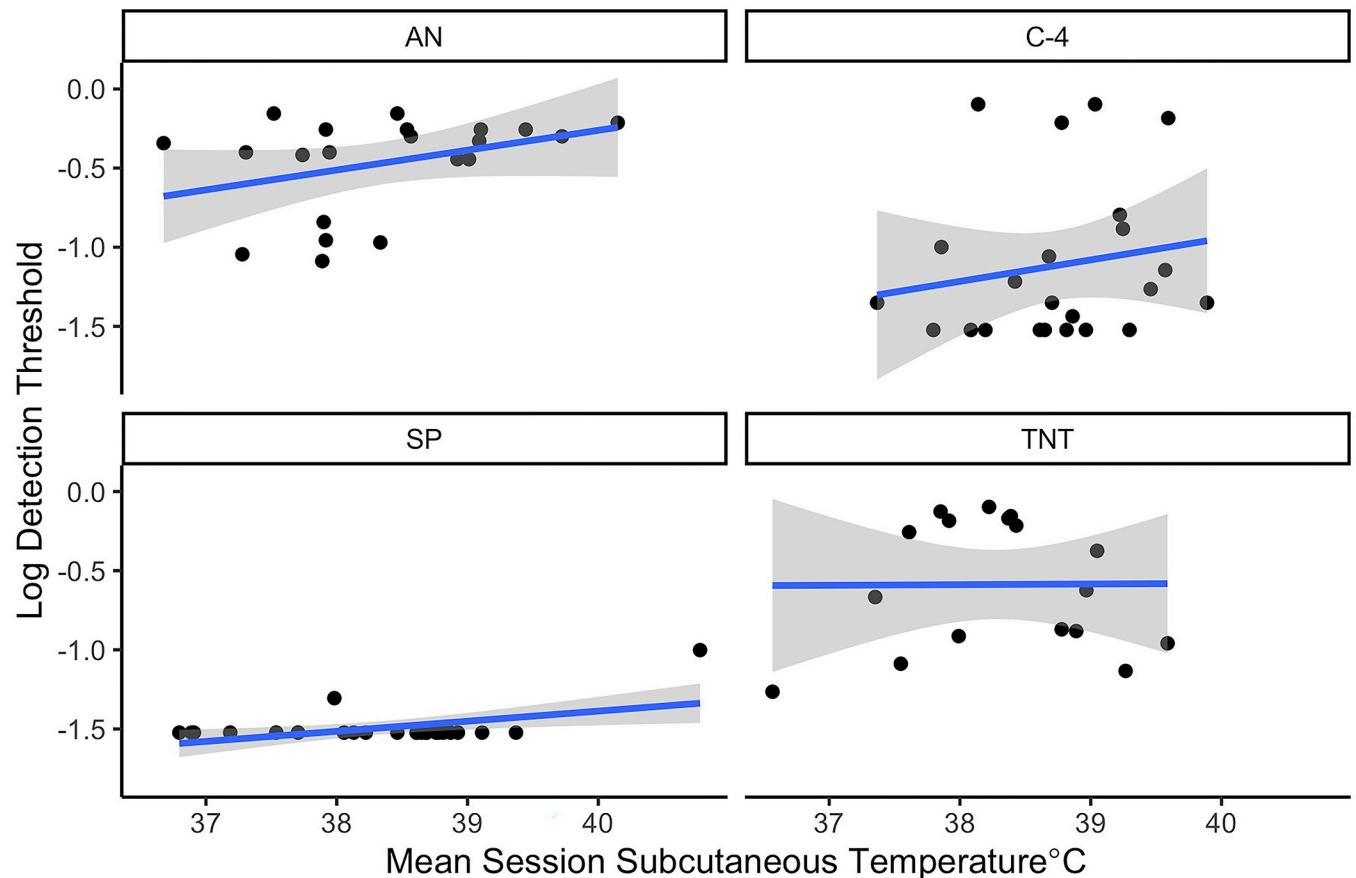 AN
C-4
0.0
-0.5
-1.0
-1.5
SP
TNT
0.0
-0.5
-1.0
-1.5
37 38 39 40 37 38 39 40
Log Detection Threshold
Mean Session Subcutaneous Temperature°C